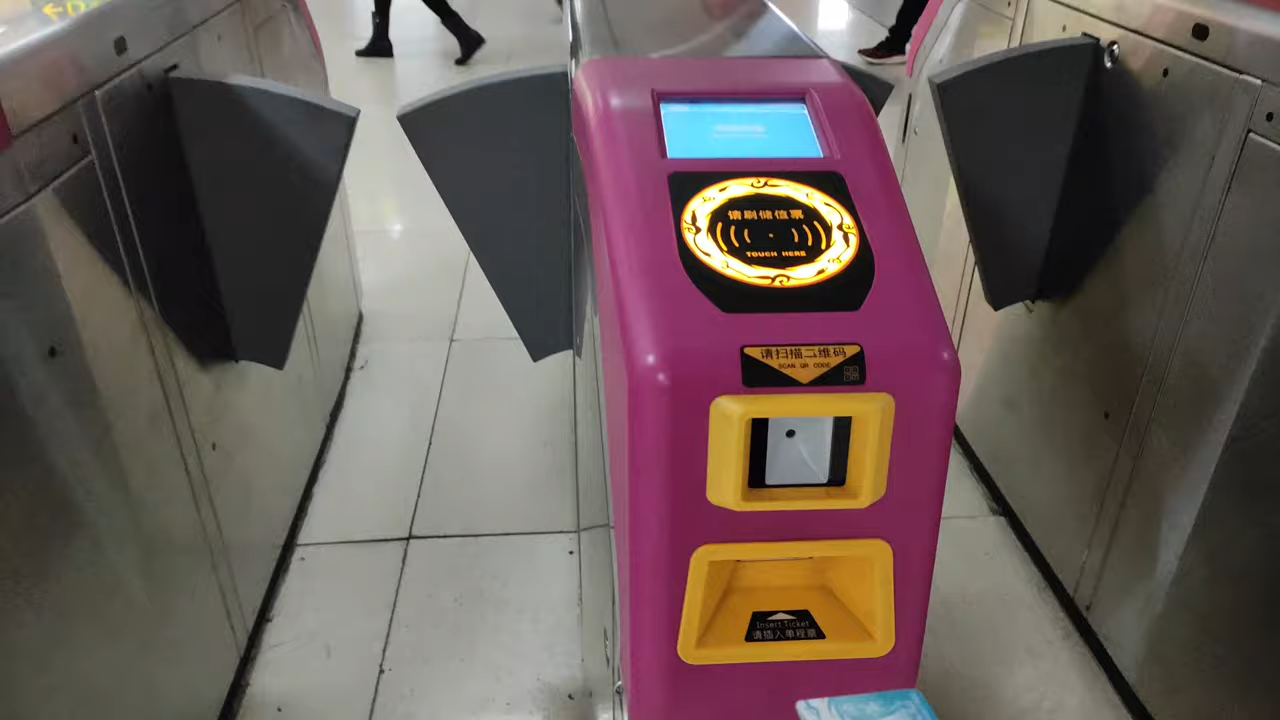 请刷储值票
TOUCH HERE
请扫描二维码
SCAN QR CODE
Insert Ticket
请插入单程票